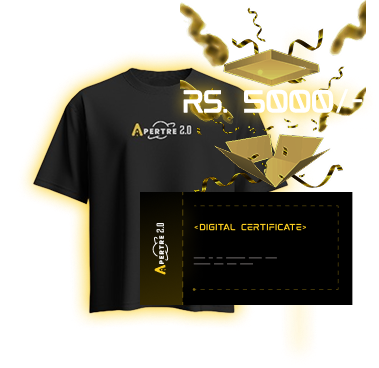 RS. 5000/-
APERTRE 2.0
<DIGITAL CERTIFICATE>
APERTRE 2.0